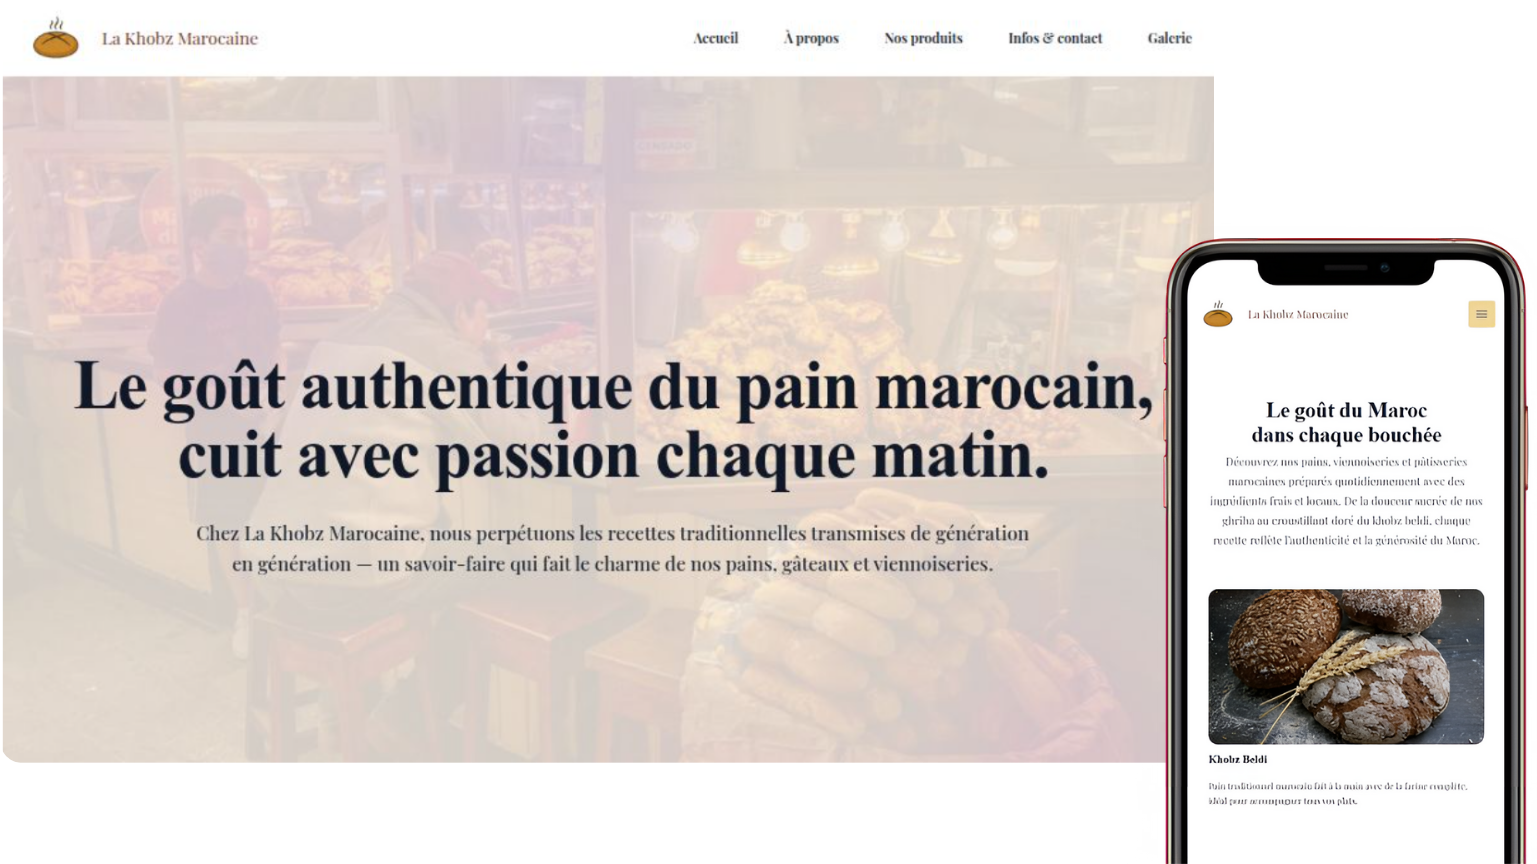 La Khobz Marocaine
Accueil
À propos
Nos produits
Infos & contact
Galerie
CENSADO
Le goût authentique du pain marocain,
cuit avec passion chaque matin.
Chez La Khobz Marocaine, nous perpétuons les recettes traditionnelles transmises de génération
en génération — un savoir-faire qui fait le charme de nos pains, gâteaux et viennoiseries.
La Khobz Marocaine
Le goût du Maroc
dans chaque bouchée
Découvrez nos pains, viennoiseries et pâtisseries
marocaines préparés quotidiennement avec des
ingrédients frais et locaux. De la douceur sucrée de nos
ghriba au croustillant doré du khobz beldi, chaque
recette reflète l'authenticité et la générosité du Maroc.
Khobz Beldi
Pain traditionnel marocain fait à la main avec de la farine complète,
idéal pour accompagner tous vos plats.